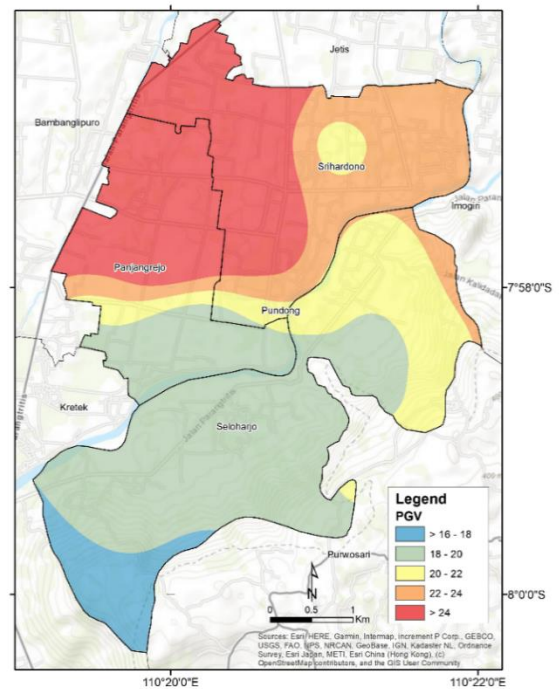 Jetis
Bambanglipuro
Srihardono
Imogiri
Panjangrejo
7°58'0"S
Pundong
Kretek
Seloharjo
Legend
PGV
> 16 - 18
18 - 20
20 - 22
22 - 24
> 24
Purwosari
N
8°0'0"S
0 0.5 1
Km
Sources: Esri, HERE, Garmin, Intermap, increment P Corp., GEBCO,
USGS, FAO, NPS, NRCAN, GeoBase, IGN, Kadaster NL, Ordnance
Survey, Esri Japan, METI, Esri China (Hong Kong), (c)
OpenStreetMap contributors, and the GIS User Community
110°20'0"E 110°22'0"E